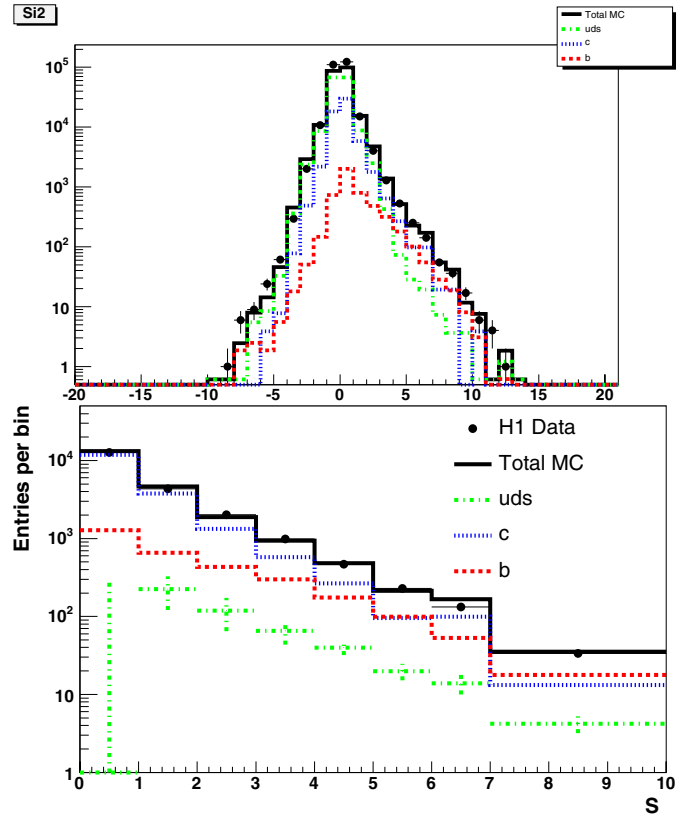 Si2
Total MC
uds
c
b
10^5
10^4
10^3
10^2
10
1
-20 -15 -10 -5 0 5 10 15 20
Entries per bin
H1 Data
Total MC
uds
c
b
10^4
10^3
10^2
10
1
0 1 2 3 4 5 6 7 8 9 10
S